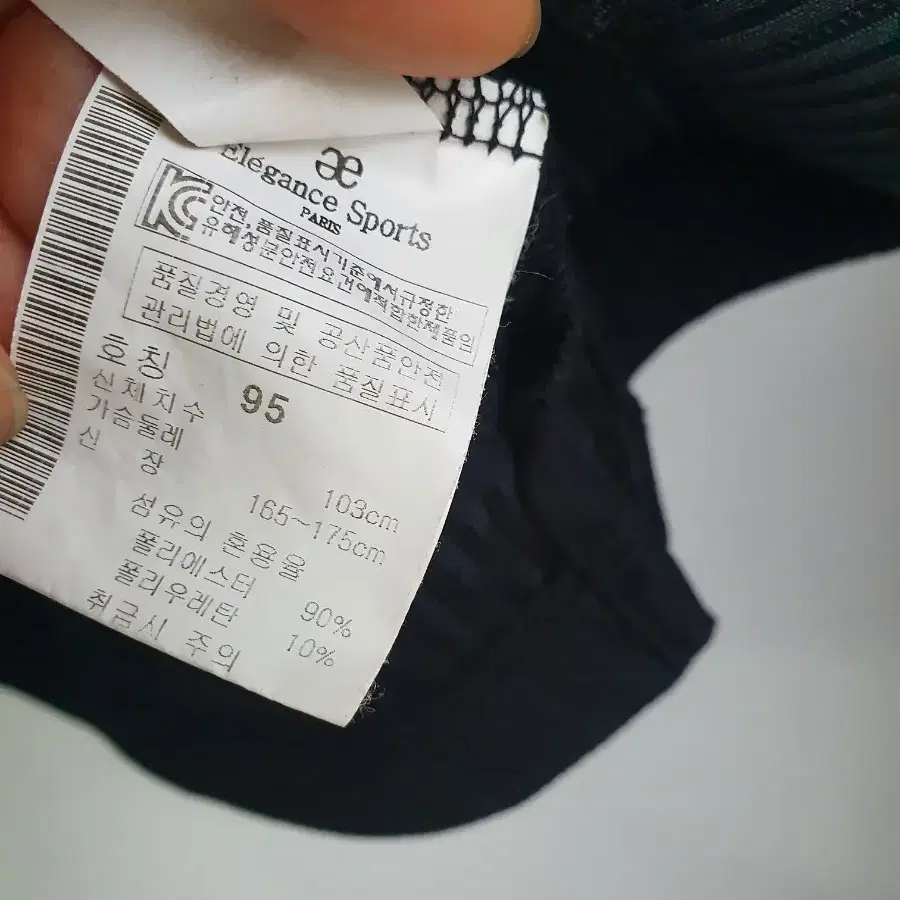 æ
Elégance Sports
PARIS
안전,품질표시기준에서규정한
유해성분안전요건에적합한제품임
품질경영 및 공산품안전
관리법에 의한 품질표시
호칭 95
신체지수
가슴둘레 103cm
신 장 165~175cm
섬유의 혼용율
폴리에스터 90%
폴리우레탄 10%
취급시 주의